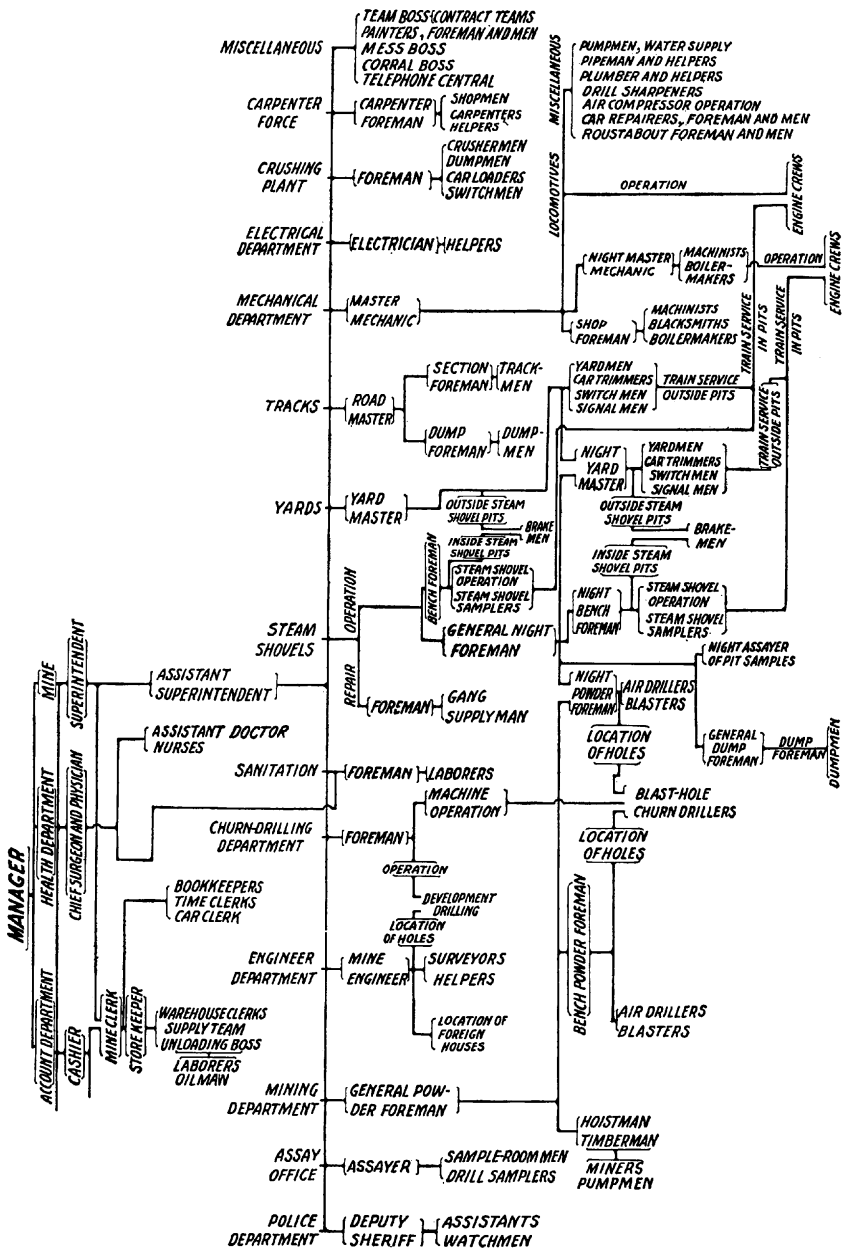 MANAGER
MINE
HEALTH DEPARTMENT
ACCOUNT DEPARTMENT
SUPERINTENDENT
CHIEF SURGEON AND PHYSICIAN
CASHIER
MINE CLERK
STORE KEEPER
ASSISTANT
SUPERINTENDENT
ASSISTANT DOCTOR
NURSES
BOOKKEEPERS
TIME CLERKS
CAR CLERK
WAREHOUSE CLERKS
SUPPLY TEAM
UNLOADING BOSS
LABORERS
OILMAN
MISCELLANEOUS
TEAM BOSS CONTRACT TEAMS
PAINTERS, FOREMAN AND MEN
MESS BOSS
CORRAL BOSS
TELEPHONE CENTRAL
CARPENTER
FORCE
CARPENTER
FOREMAN
SHOPMEN
CARPENTERS
HELPERS
CRUSHING
PLANT
FOREMAN
CRUSHERMEN
DUMPMEN
CAR LOADERS
SWITCHMEN
ELECTRICAL
DEPARTMENT
ELECTRICIAN
HELPERS
MECHANICAL
DEPARTMENT
MASTER
MECHANIC
MISCELLANEOUS
PUMPMEN, WATER SUPPLY
PIPEMAN AND HELPERS
PLUMBER AND HELPERS
DRILL SHARPENERS
AIR COMPRESSOR OPERATION
CAR REPAIRERS, FOREMAN AND MEN
ROUSTABOUT FOREMAN AND MEN
LOCOMOTIVES
OPERATION
ENGINE CREWS
NIGHT MASTER
MECHANIC
MACHINISTS
BOILER-
MAKERS
OPERATION
ENGINE CREWS
SHOP
FOREMAN
MACHINISTS
BLACKSMITHS
BOILERMAKERS
TRAIN SERVICE
IN PITS
TRAIN SERVICE
IN PITS
TRACKS
ROAD
MASTER
SECTION
FOREMAN
TRACK-
MEN
DUMP
FOREMAN
DUMP-
MEN
YARDMEN
CAR TRIMMERS
SWITCH MEN
SIGNAL MEN
TRAIN SERVICE
OUTSIDE PITS
TRAIN SERVICE
OUTSIDE PITS
YARDS
YARD
MASTER
OUTSIDE STEAM
SHOVEL PITS
BRAKE
MEN
INSIDE STEAM
SHOVEL PITS
NIGHT
YARD
MASTER
YARDMEN
CAR TRIMMERS
SWITCH MEN
SIGNAL MEN
OUTSIDE STEAM
SHOVEL PITS
BRAKE-
MEN
INSIDE STEAM
SHOVEL PITS
STEAM
SHOVELS
OPERATION
REPAIR
BENCH FOREMAN
STEAM SHOVEL
OPERATION
STEAM SHOVEL
SAMPLERS
GENERAL NIGHT
FOREMAN
NIGHT
BENCH
FOREMAN
STEAM SHOVEL
OPERATION
STEAM SHOVEL
SAMPLERS
FOREMAN
GANG
SUPPLY MAN
NIGHT
POWDER
FOREMAN
AIR DRILLERS
BLASTERS
NIGHT ASSAYER
OF PIT SAMPLES
GENERAL
DUMP
FOREMAN
DUMP
FOREMAN
DUMPMEN
LOCATION
OF HOLES
BLAST-HOLE
CHURN DRILLERS
LOCATION
OF HOLES
SANITATION
FOREMAN
LABORERS
CHURN-DRILLING
DEPARTMENT
FOREMAN
MACHINE
OPERATION
OPERATION
DEVELOPMENT
DRILLING
LOCATION
OF HOLES
ENGINEER
DEPARTMENT
MINE
ENGINEER
SURVEYORS
HELPERS
LOCATION OF
FOREIGN
HOUSES
BENCH POWDER FOREMAN
AIR DRILLERS
BLASTERS
MINING
DEPARTMENT
GENERAL POW-
DER FOREMAN
HOISTMAN
TIMBERMAN
MINERS
PUMPMEN
ASSAY
OFFICE
ASSAYER
SAMPLE-ROOM MEN
DRILL SAMPLERS
POLICE
DEPARTMENT
DEPUTY
SHERIFF
ASSISTANTS
WATCHMEN